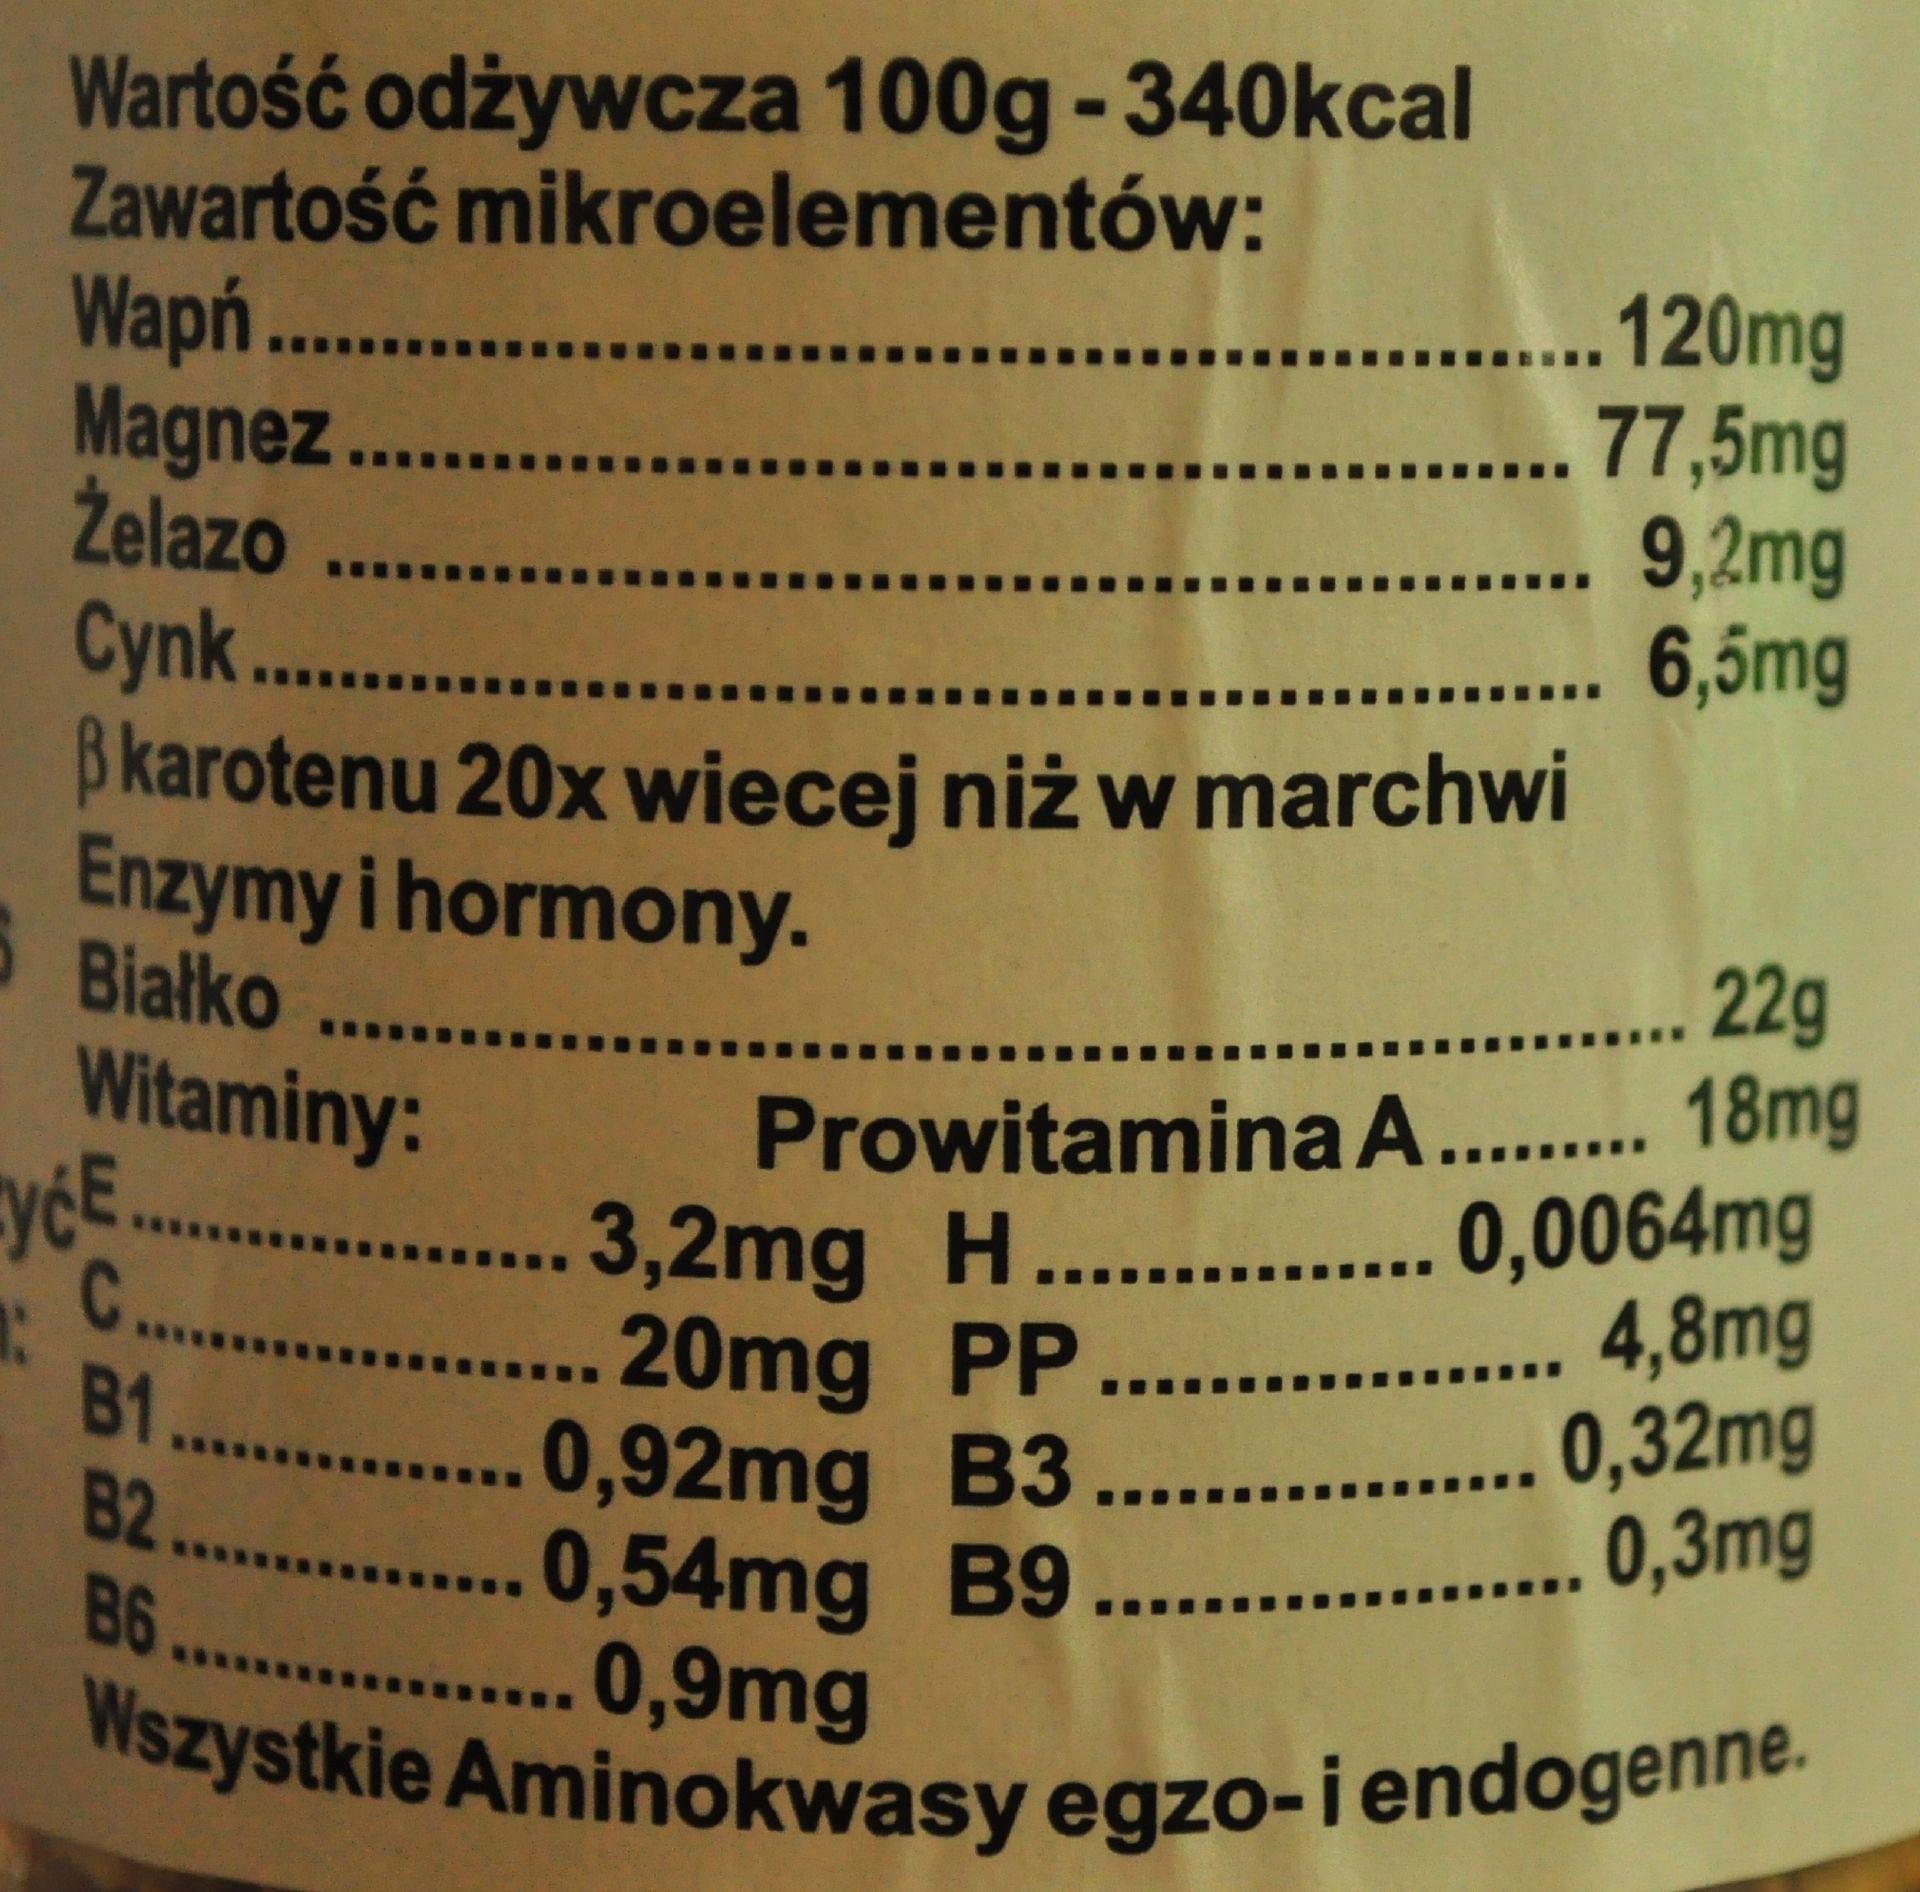 Wartość odżywcza 100g - 340kcal
Zawartość mikroelementów:
Wapń ........................................................ 120mg
Magnez .................................................... 77,5mg
Żelazo ..................................................... 9,2mg
Cynk ........................................................ 6,5mg
β karotenu 20x wiecej niż w marchwi
Enzymy i hormony.
Białko ........................................................ 22g
Witaminy: Prowitamina A ......... 18mg
E .................. 3,2mg H ............... 0,0064mg
C .................. 20mg PP ................. 4,8mg
B1 ............... 0,92mg B3 ................ 0,32mg
B2 ............... 0,54mg B9 .................. 0,3mg
B6 ................. 0,9mg
Wszystkie Aminokwasy egzo- i endogenne.